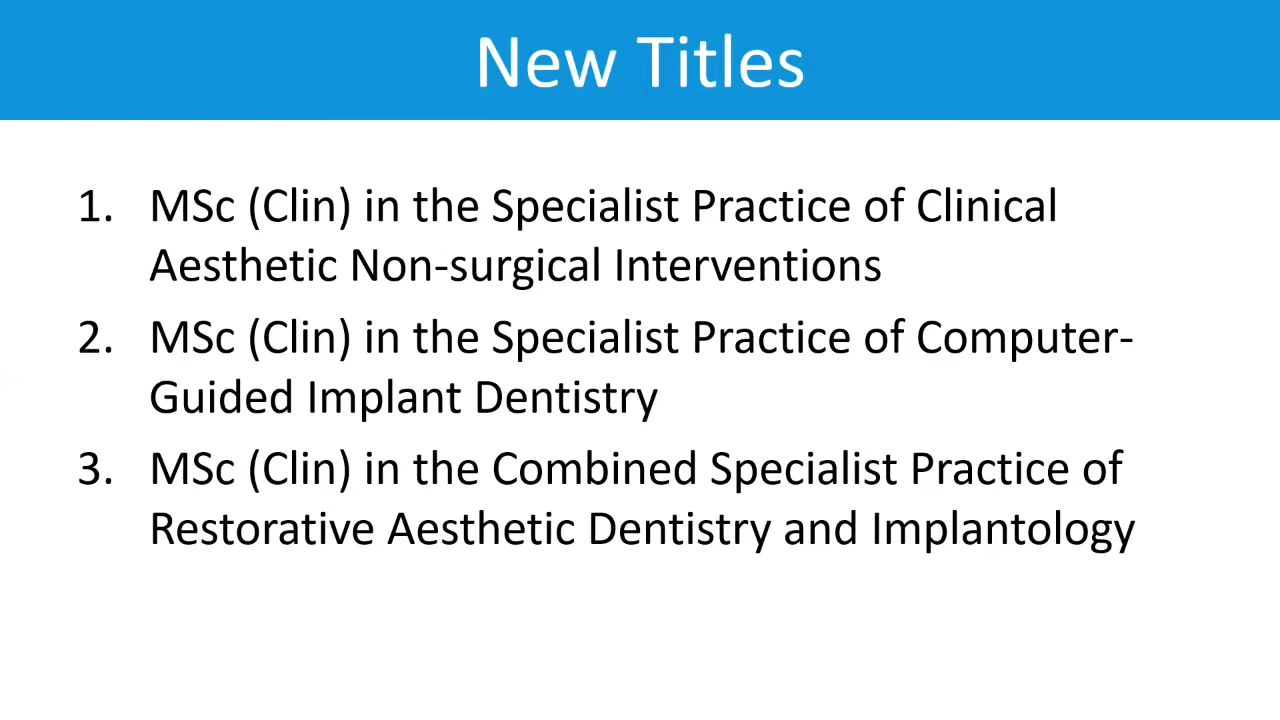 New Titles
1. MSc (Clin) in the Specialist Practice of Clinical
Aesthetic Non-surgical Interventions
2. MSc (Clin) in the Specialist Practice of Computer-
Guided Implant Dentistry
3. MSc (Clin) in the Combined Specialist Practice of
Restorative Aesthetic Dentistry and Implantology